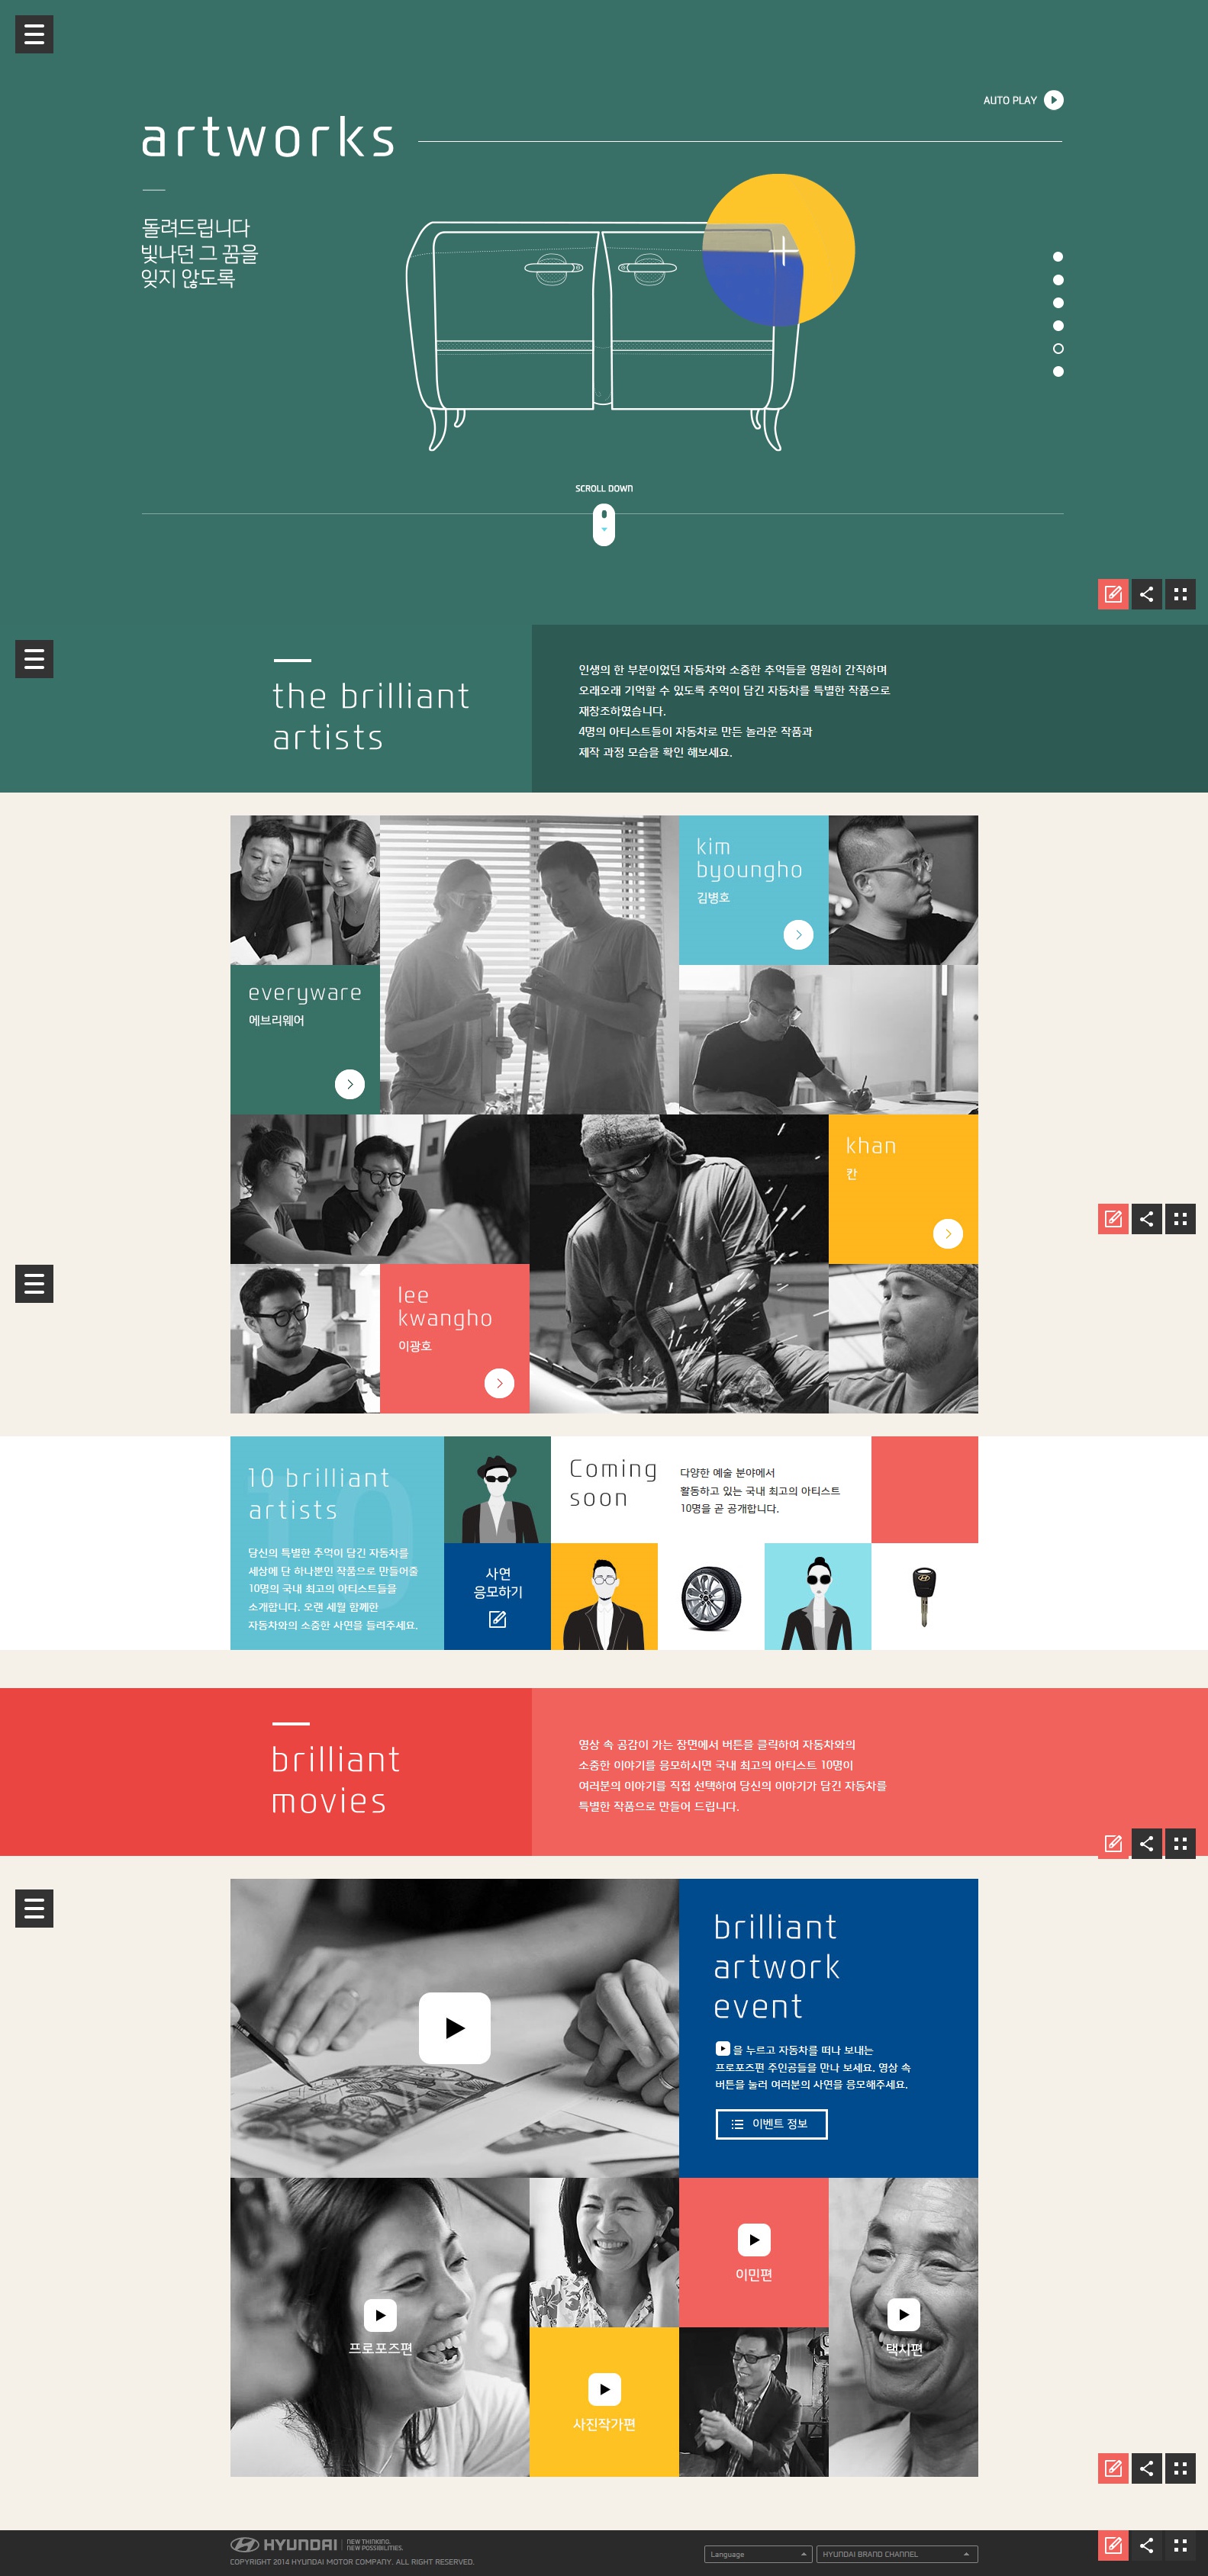 AUTO PLAY
artworks
돌려드립니다
빛나던 그 꿈을
잊지 않도록
SCROLL DOWN
the brilliant
artists
인생의 한 부분이었던 자동차와 소중한 추억들을 영원히 간직하며
오래오래 기억할 수 있도록 추억이 담긴 자동차를 특별한 작품으로
재창조하였습니다.
4명의 아티스트들이 자동차로 만든 놀라운 작품과
제작 과정 모습을 확인 해보세요.
kim
byoungho
김병호
everyware
에브리웨어
khan
칸
lee
kwangho
이광호
10 brilliant
artists
10
당신의 특별한 추억이 담긴 자동차를
세상에 단 하나뿐인 작품으로 만들어줄
10명의 국내 최고의 아티스트들을
소개합니다. 오랜 세월 함께한
자동차와의 소중한 사연을 들려주세요.
사연
응모하기
Coming
soon
다양한 예술 분야에서
활동하고 있는 국내 최고의 아티스트
10명을 곧 공개합니다.
brilliant
movies
영상 속 공감이 가는 장면에서 버튼을 클릭하여 자동차와의
소중한 이야기를 응모하시면 국내 최고의 아티스트 10명이
여러분의 이야기를 직접 선택하여 당신의 이야기가 담긴 자동차를
특별한 작품으로 만들어 드립니다.
brilliant
artwork
event
을 누르고 자동차를 떠나 보내는
프로포즈편 주인공들을 만나 보세요. 영상 속
버튼을 눌러 여러분의 사연을 응모해주세요.
이벤트 정보
프로포즈편
이민편
택시편
사진작가편
HYUNDAI
NEW THINKING.
NEW POSSIBILITIES.
COPYRIGHT 2014 HYUNDAI MOTOR COMPANY. ALL RIGHT RESERVED.
Language
HYUNDAI BRAND CHANNEL